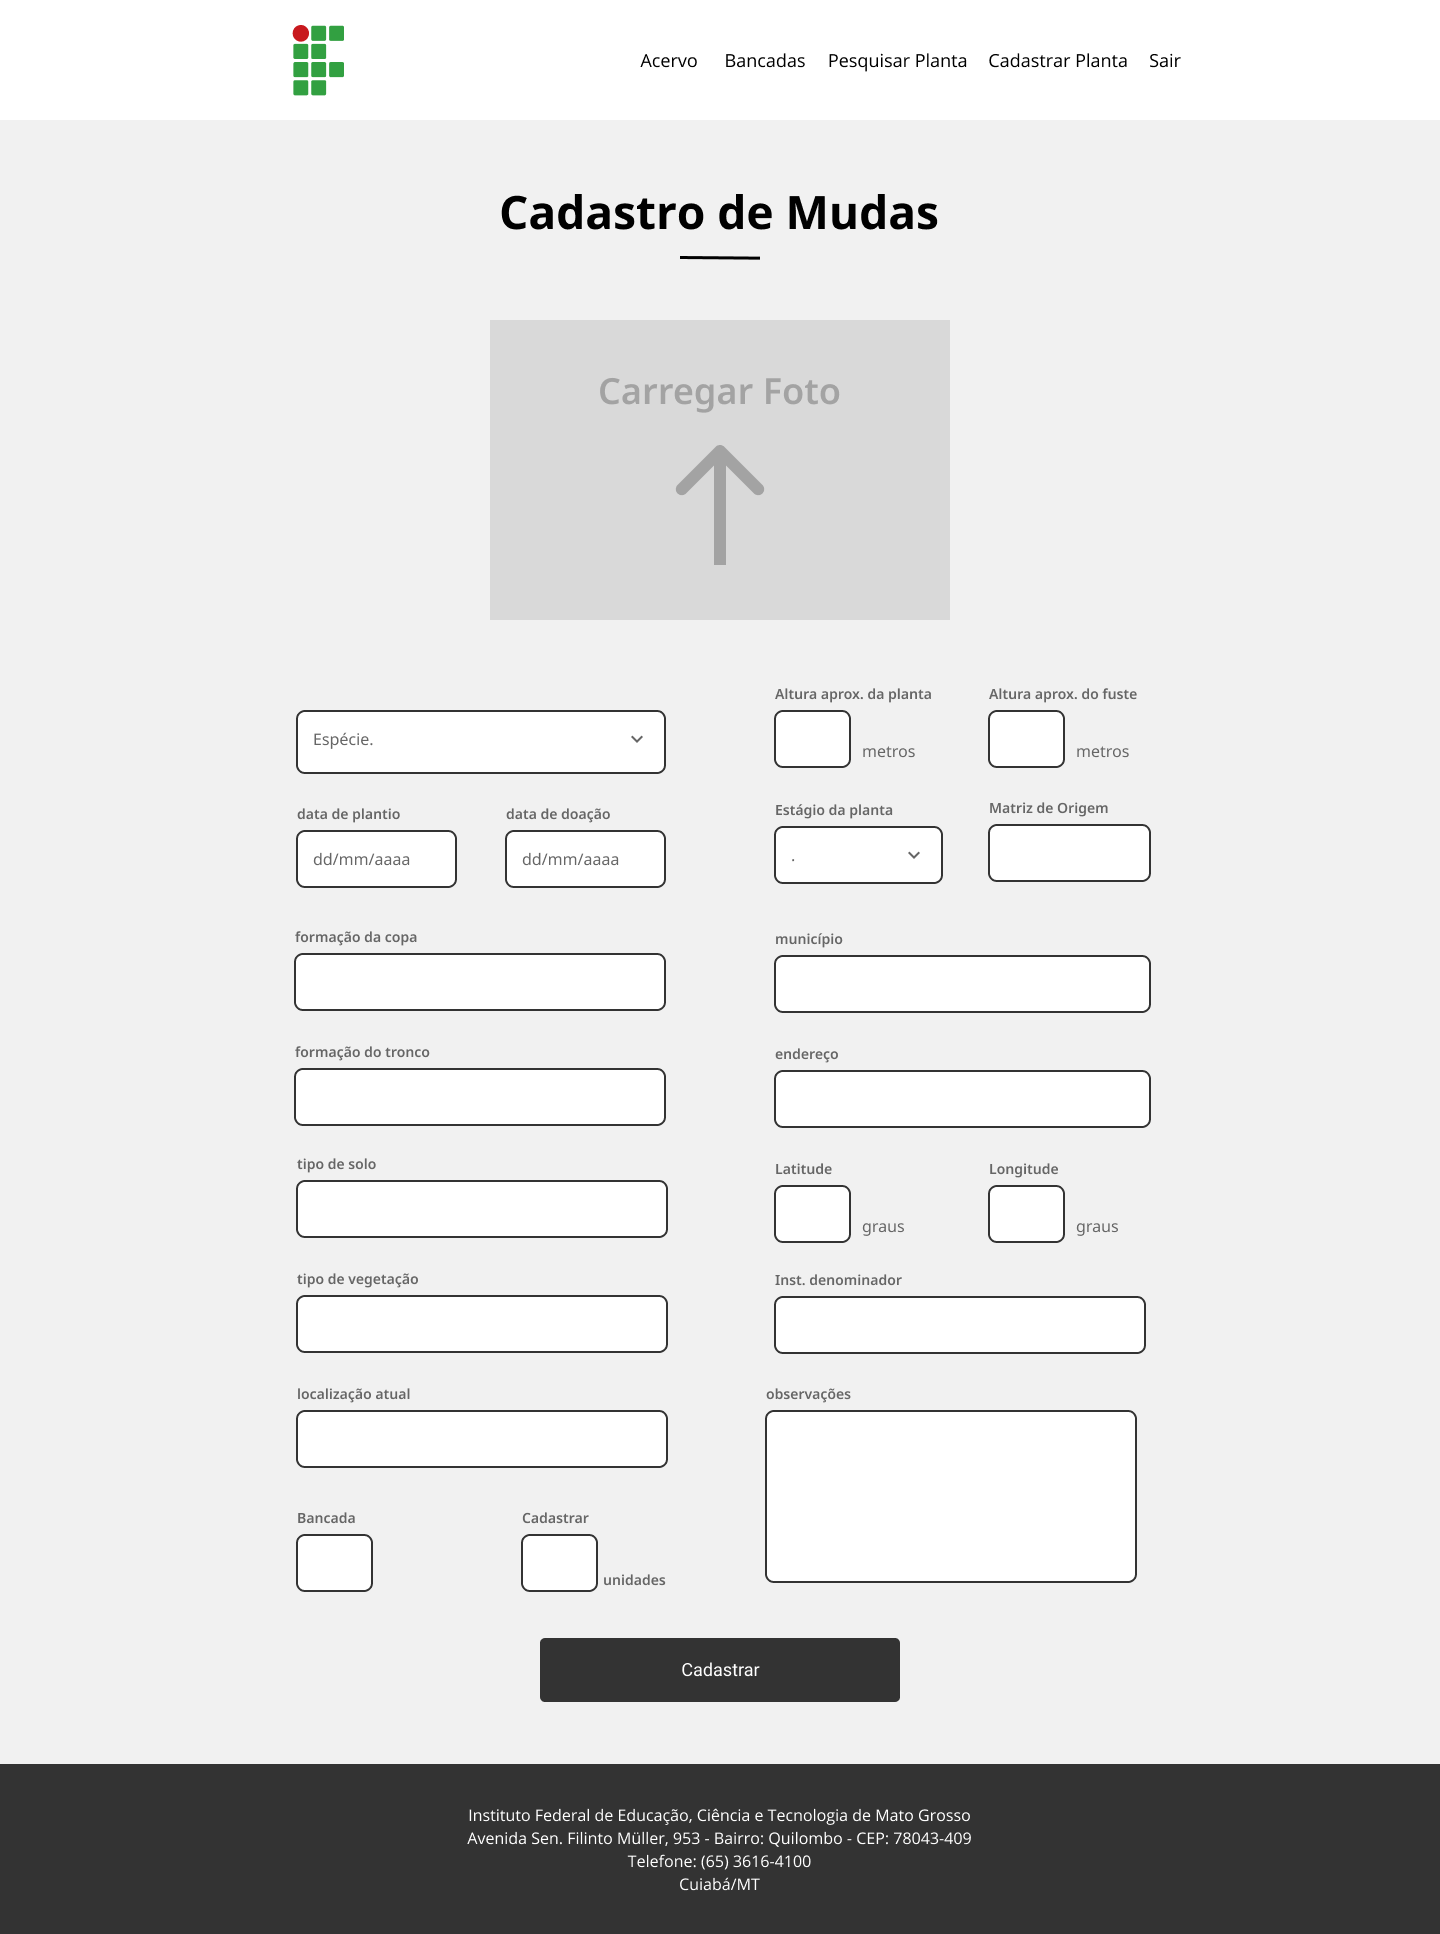 Acervo Bancadas Pesquisar Planta Cadastrar Planta Sair
Cadastro de Mudas
Carregar Foto
Altura aprox. da planta Altura aprox. do fuste
Espécie.
metros metros
data de plantio data de doação
Estágio da planta Matriz de Origem
dd/mm/aaaa dd/mm/aaaa
.
formação da copa
município
formação do tronco
endereço
tipo de solo
Latitude Longitude
graus graus
tipo de vegetação
Inst. denominador
localização atual
observações
Bancada Cadastrar
unidades
Cadastrar
Instituto Federal de Educação, Ciência e Tecnologia de Mato Grosso
Avenida Sen. Filinto Müller, 953 - Bairro: Quilombo - CEP: 78043-409
Telefone: (65) 3616-4100
Cuiabá/MT